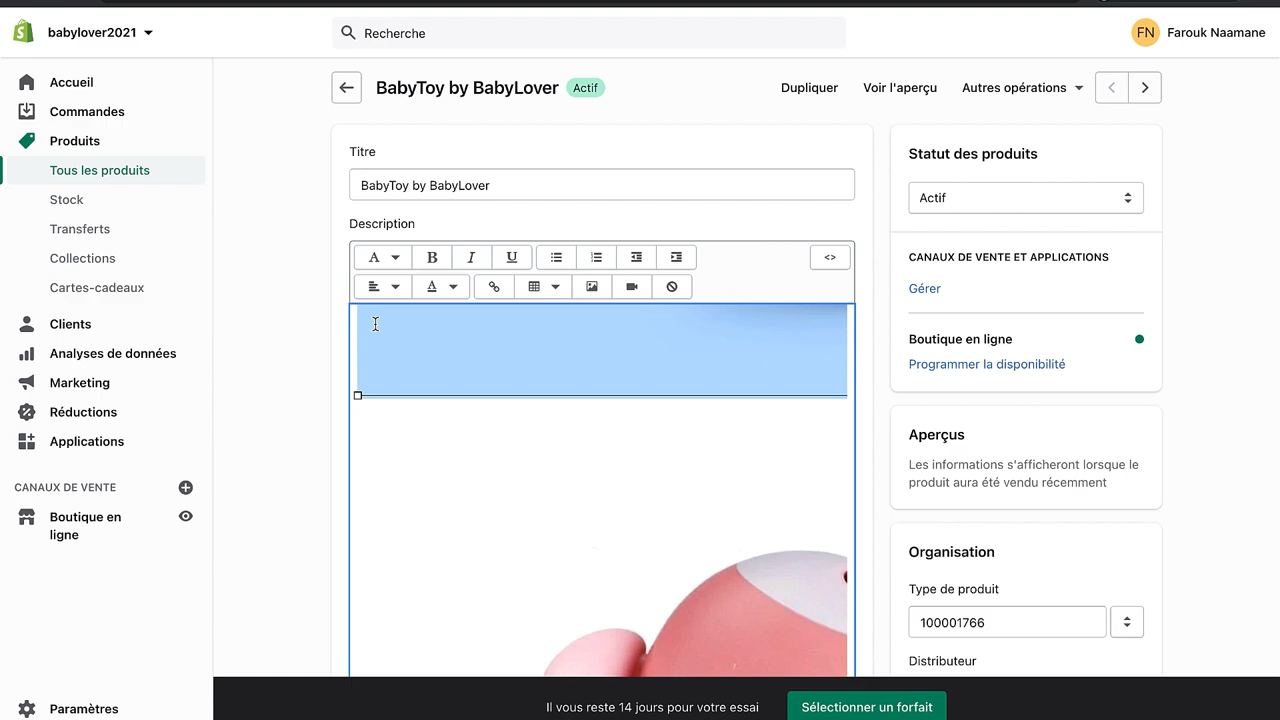 babylover2021
Recherche
FN
Farouk Naamane
Accueil
Commandes
Produits
Tous les produits
Stock
Transferts
Collections
Cartes-cadeaux
Clients
Analyses de données
Marketing
Réductions
Applications
CANAUX DE VENTE
Boutique en
ligne
Paramètres
BabyToy by BabyLover
Actif
Dupliquer
Voir l'aperçu
Autres opérations
Titre
BabyToy by BabyLover
Description
A
B
I
U
<>
A
Statut des produits
Actif
CANAUX DE VENTE ET APPLICATIONS
Gérer
Boutique en ligne
Programmer la disponibilité
Aperçus
Les informations s'afficheront lorsque le
produit aura été vendu récemment
Organisation
Type de produit
100001766
Distributeur
Il vous reste 14 jours pour votre essai
Sélectionner un forfait